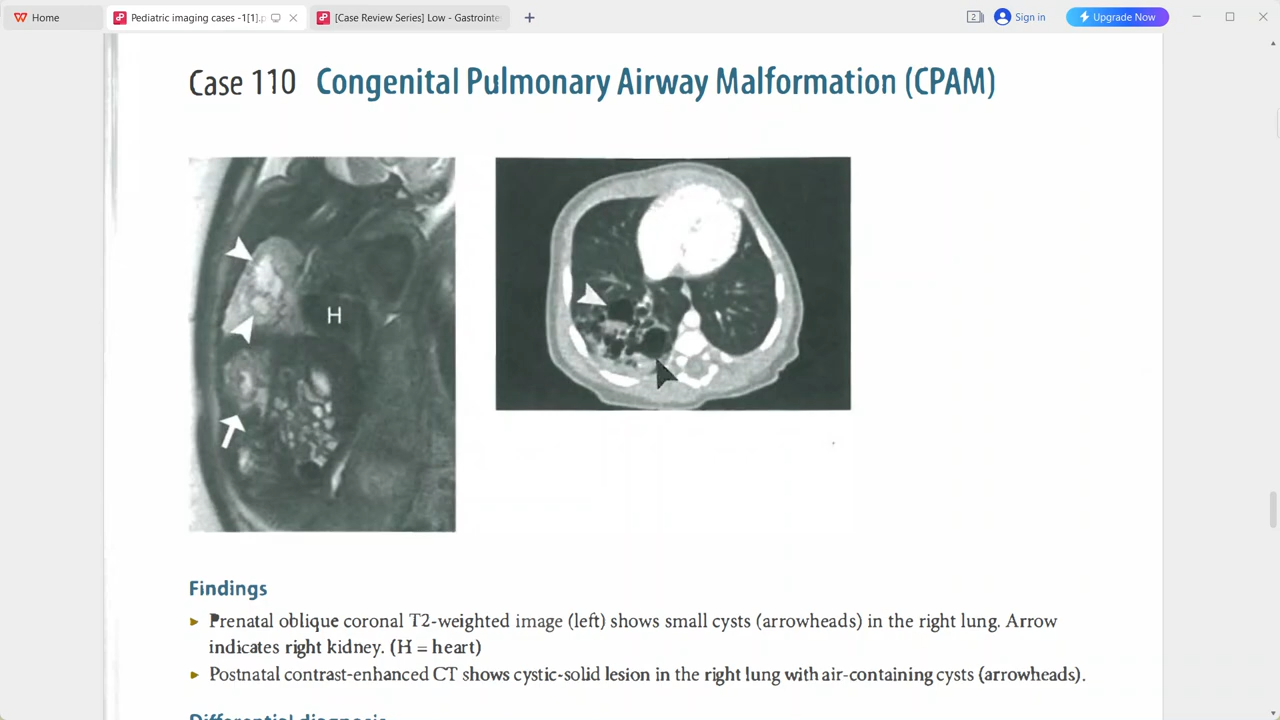 Home
Pediatric imaging cases -1[1].p
[Case Review Series] Low - Gastrointe
2
Sign in
Upgrade Now
Case 110 Congenital Pulmonary Airway Malformation (CPAM)
H
Findings
Prenatal oblique coronal T2-weighted image (left) shows small cysts (arrowheads) in the right lung. Arrow
indicates right kidney. (H = heart)
Postnatal contrast-enhanced CT shows cystic-solid lesion in the right lung with air-containing cysts (arrowheads).
Differential diagnosis